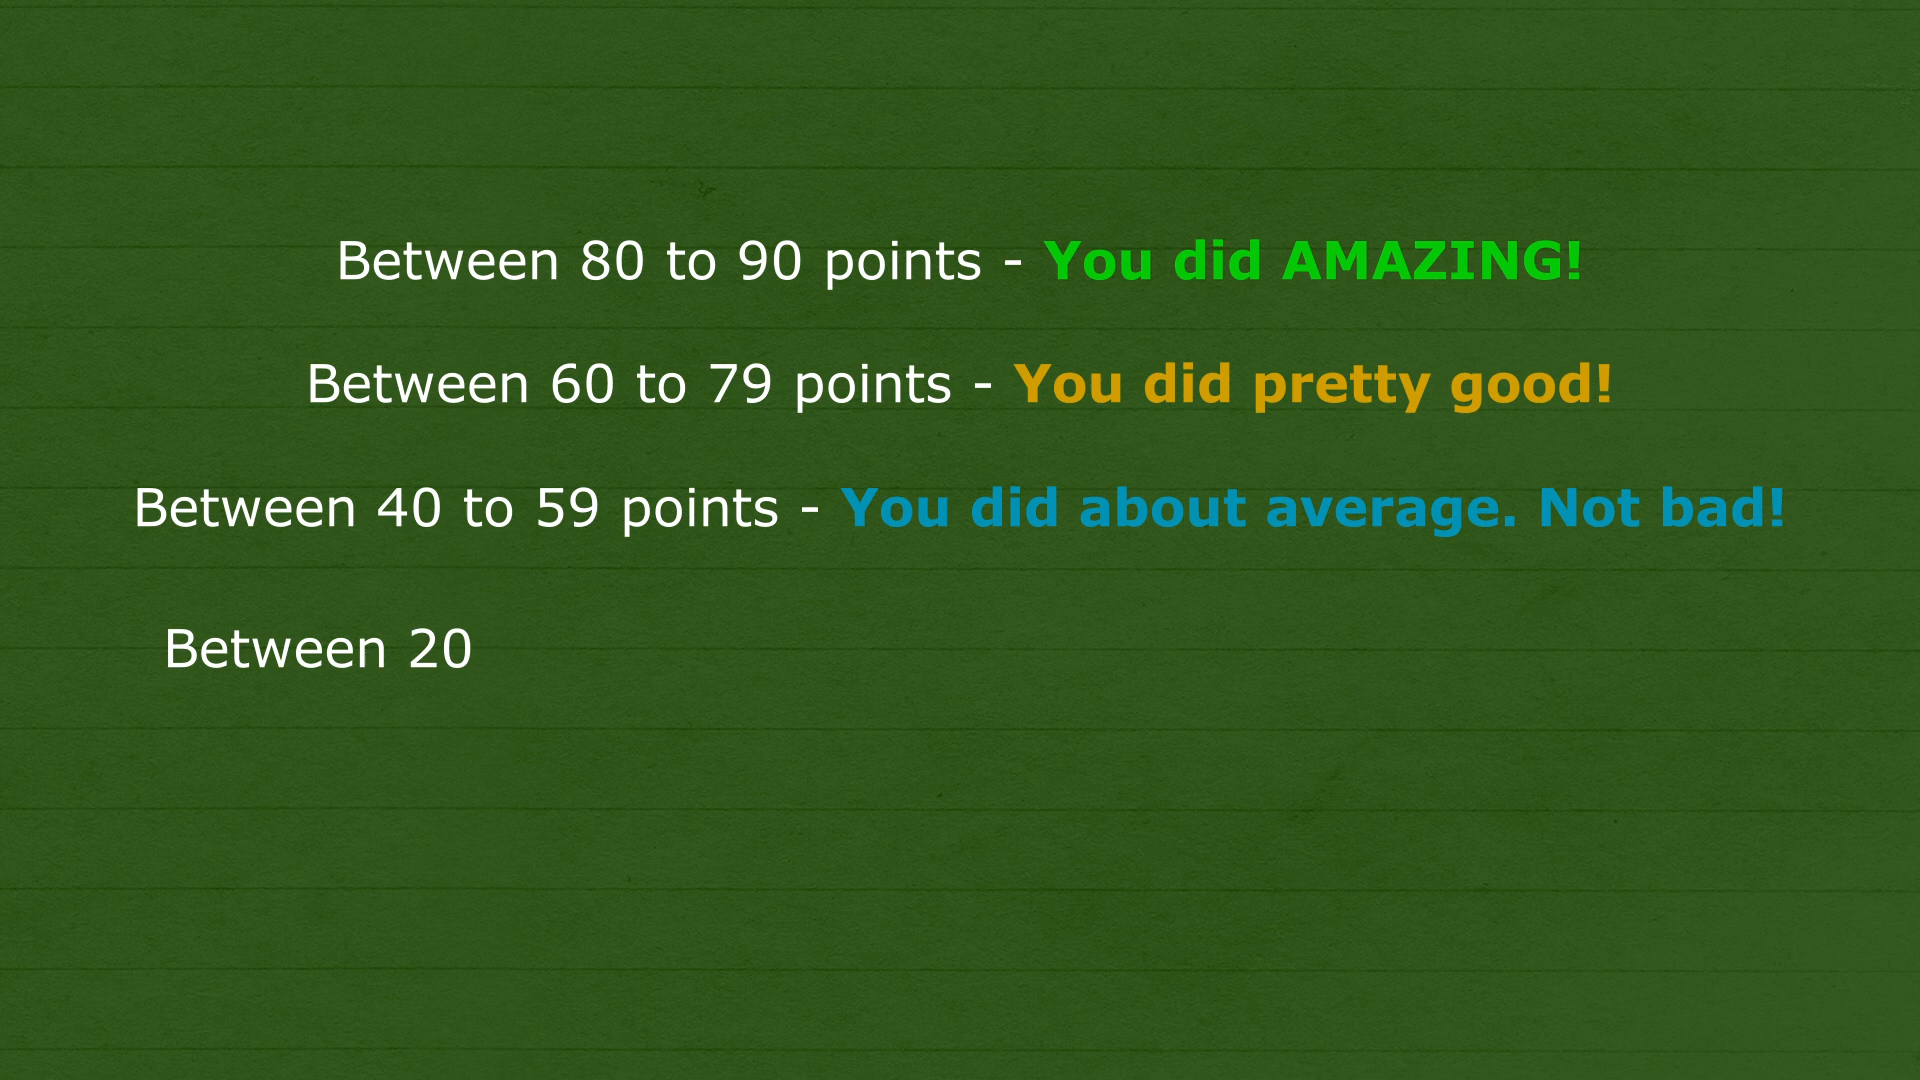 Between 80 to 90 points - You did AMAZING!
Between 60 to 79 points - You did pretty good!
Between 40 to 59 points - You did about average. Not bad!
Between 20